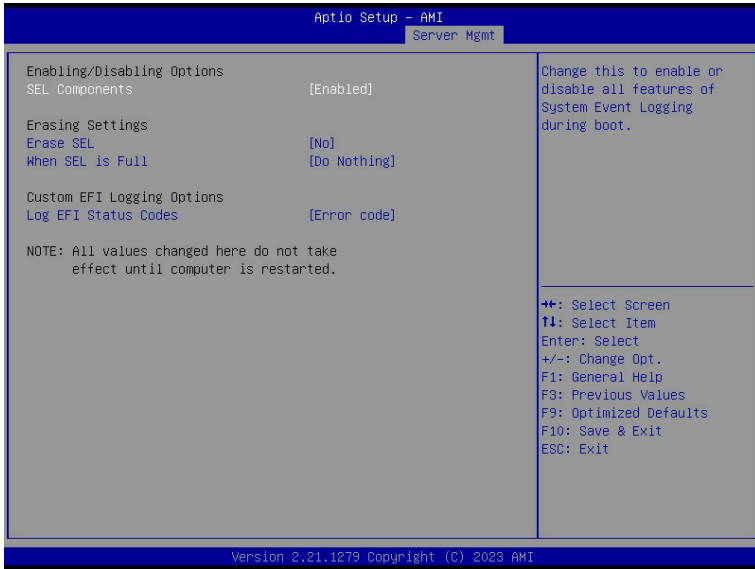 Aptio Setup – AMI
Server Mgmt
Enabling/Disabling Options
SEL Components [Enabled]
Erasing Settings
Erase SEL [No]
When SEL is Full [Do Nothing]
Custom EFI Logging Options
Log EFI Status Codes [Error code]
NOTE: All values changed here do not take
effect until computer is restarted.
Change this to enable or
disable all features of
System Event Logging
during boot.
→←: Select Screen
↑↓: Select Item
Enter: Select
+/-: Change Opt.
F1: General Help
F3: Previous Values
F9: Optimized Defaults
F10: Save & Exit
ESC: Exit
Version 2.21.1279 Copyright (C) 2023 AMI